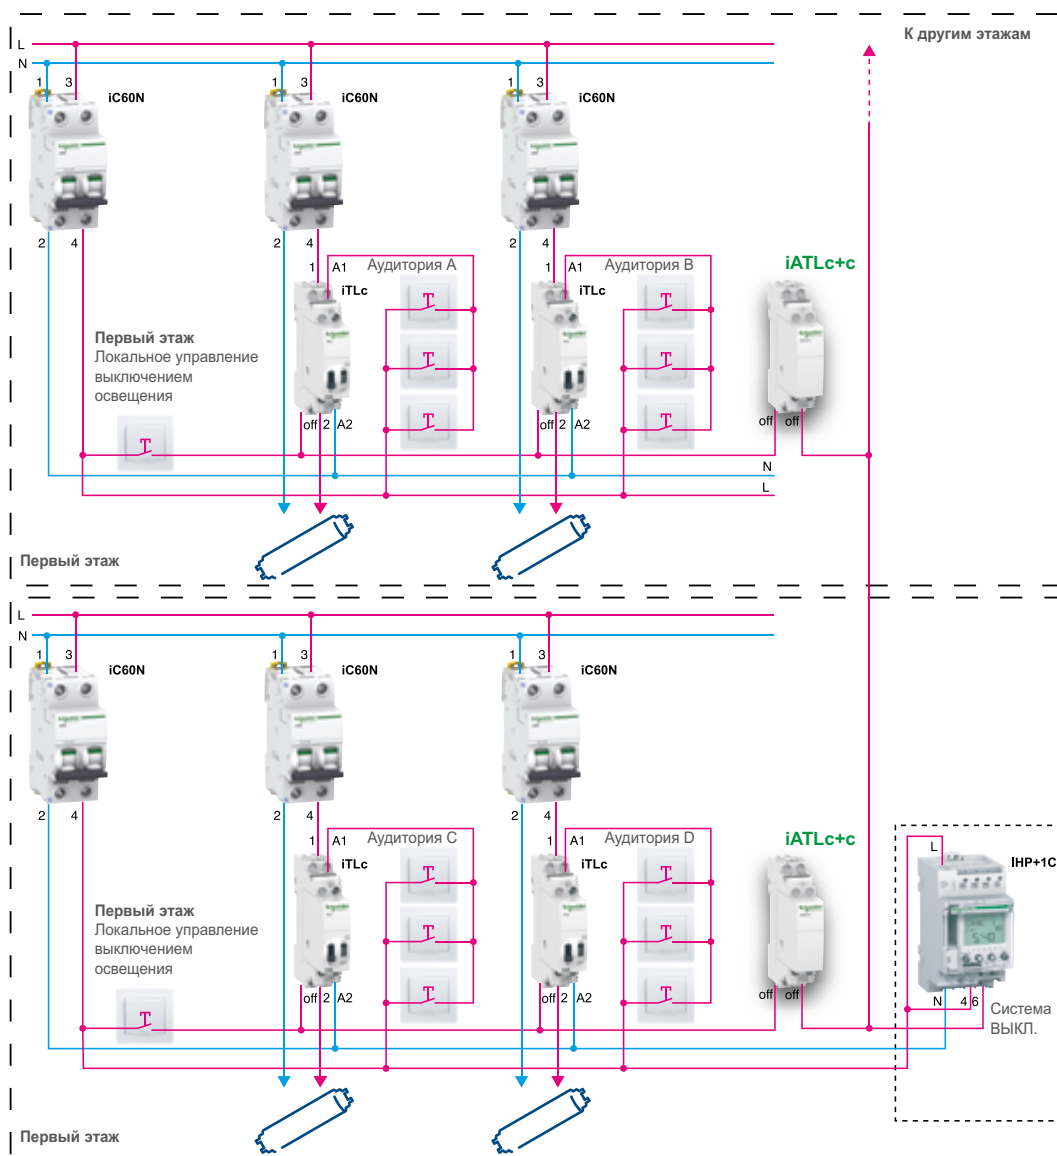 К другим этажам
L
N
1 3 iC60N
1 3 iC60N
1 3 iC60N
2 4
2 4
2 4
1 A1 Аудитория A
iTLc
1 A1 Аудитория B
iTLc
iATLc+c
Первый этаж
Локальное управление
выключением
освещения
off 2 A2
off 2 A2
off off
N
L
Первый этаж
L
N
1 3 iC60N
1 3 iC60N
1 3 iC60N
2 4
2 4
2 4
1 A1 Аудитория C
iTLc
1 A1 Аудитория D
iTLc
iATLc+c
L
IHP+1C
Первый этаж
Локальное управление
выключением
освещения
off 2 A2
off 2 A2
off off
N 4 6
Система
ВЫКЛ.
Первый этаж